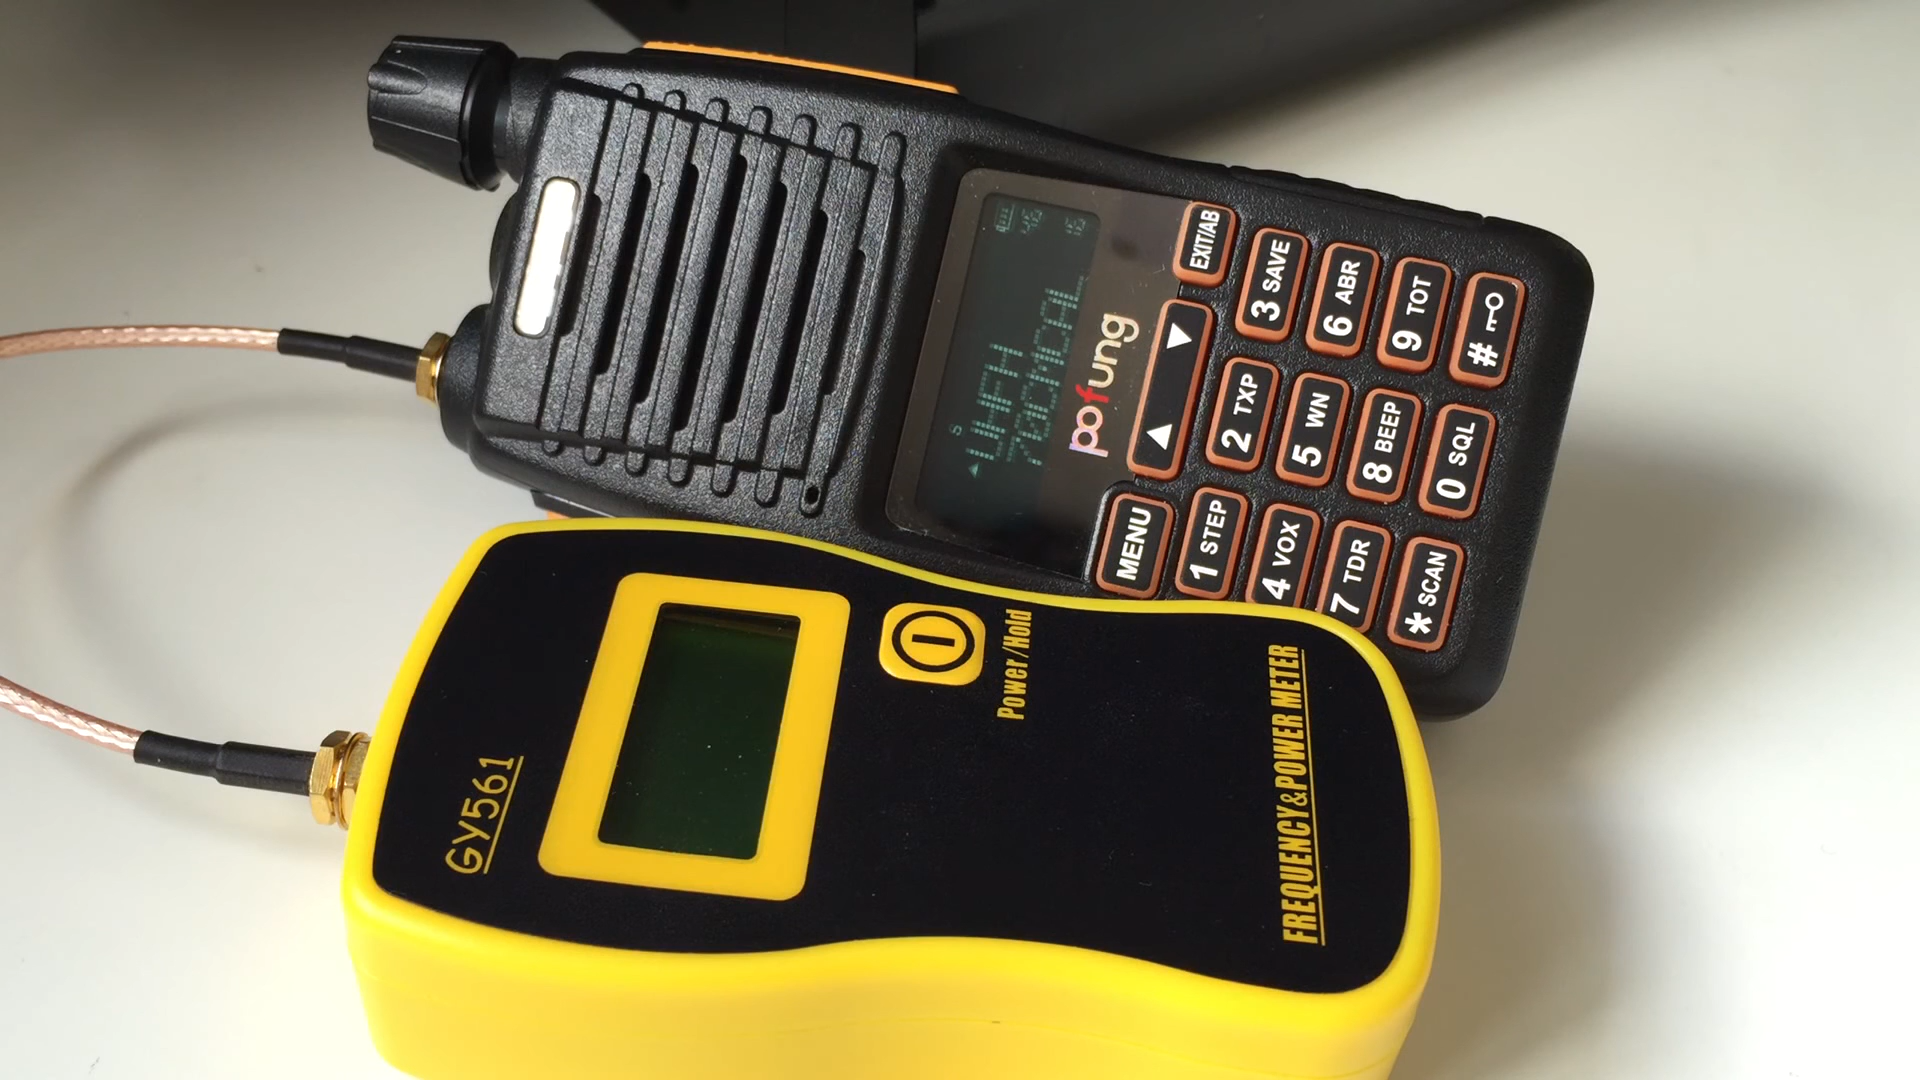 UHFH
pofung
MENU ▲ ▼ EXIT/AB
1 STEP 2 TXP 3 SAVE
4 VOX 5 WN 6 ABR
7 TDR 8 BEEP 9 TOT
* SCAN 0 SQL #
GY561
Power/Hold
FREQUENCY&POWER METER